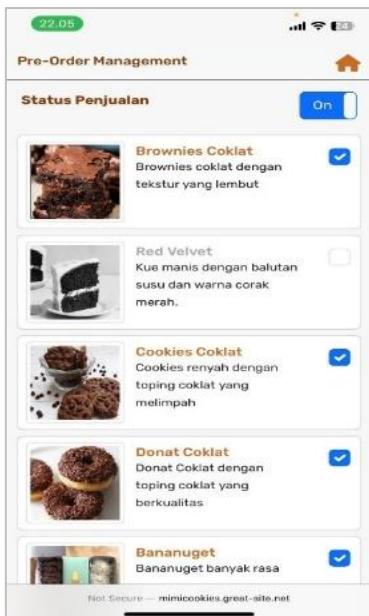 22.05
Pre-Order Management
Status Penjualan
On
Brownies Coklat
Brownies coklat dengan
tekstur yang lembut
Red Velvet
Kue manis dengan balutan
susu dan warna corak
merah.
Cookies Coklat
Cookies renyah dengan
toping coklat yang
melimpah
Donat Coklat
Donat Coklat dengan
toping coklat yang
berkualitas
Bananuget
Bananuget banyak rasa
Not Secure — mimicookies.great-site.net